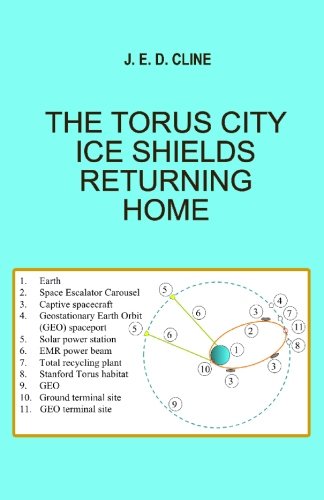 J. E. D. CLINE
THE TORUS CITY
ICE SHIELDS
RETURNING
HOME
1. Earth
2. Space Escalator Carousel
3. Captive spacecraft
4. Geostationary Earth Orbit
(GEO) spaceport
5. Solar power station
6. EMR power beam
7. Total recycling plant
8. Stanford Torus habitat
9. GEO
10. Ground terminal site
11. GEO terminal site
5
6
5
6
4
7
11
2
8
1
3
10
3
3
9